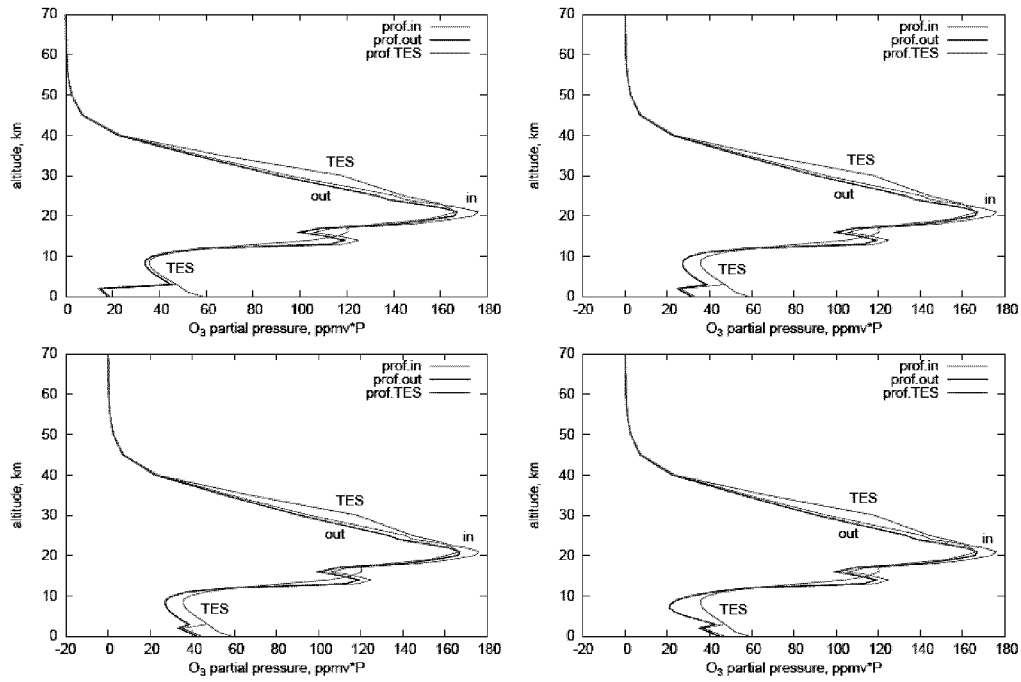 70
60
50
40
30
20
10
0
altitude, km
prof.in
prof.out
prof.TES
TES
out
in
TES
0 20 40 60 80 100 120 140 160 180
O3 partial pressure, ppmv*P
70
60
50
40
30
20
10
0
altitude, km
prof.in
prof.out
prof.TES
TES
out
in
TES
-20 0 20 40 60 80 100 120 140 160 180
O3 partial pressure, ppmv*P
70
60
50
40
30
20
10
0
altitude, km
prof.in
prof.out
prof.TES
TES
out
in
TES
-20 0 20 40 60 80 100 120 140 160 180
O3 partial pressure, ppmv*P
70
60
50
40
30
20
10
0
altitude, km
prof.in
prof.out
prof.TES
TES
out
in
TES
-20 0 20 40 60 80 100 120 140 160 180
O3 partial pressure, ppmv*P